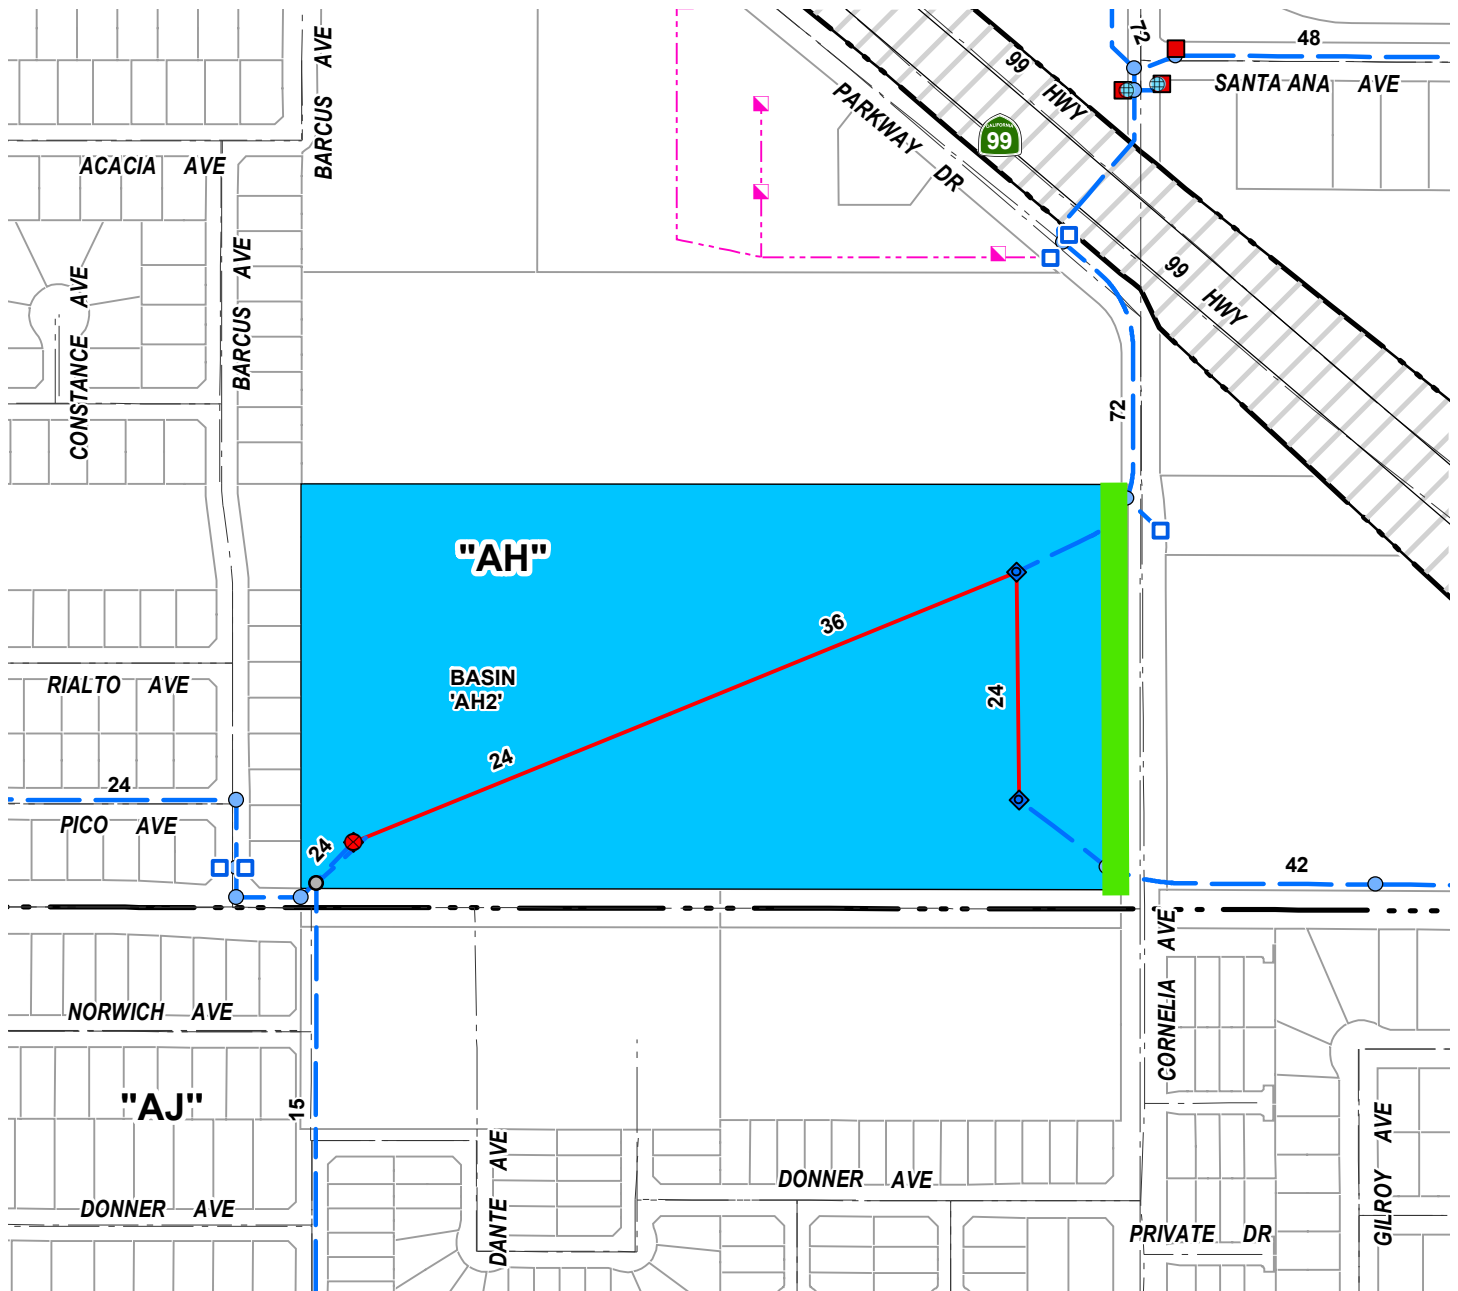 72
48
SANTA ANA AVE
99 HWY
BARCUS AVE
PARKWAY DR
CALIFORNIA
99
ACACIA AVE
BARCUS AVE
CONSTANCE AVE
99 HWY
72
"AH"
36
BASIN
'AH2'
RIALTO AVE
24
24
24
PICO AVE
24
42
CORNELIA AVE
NORWICH AVE
"AJ"
15
DANTE AVE
GILROY AVE
DONNER AVE
DONNER AVE
PRIVATE DR